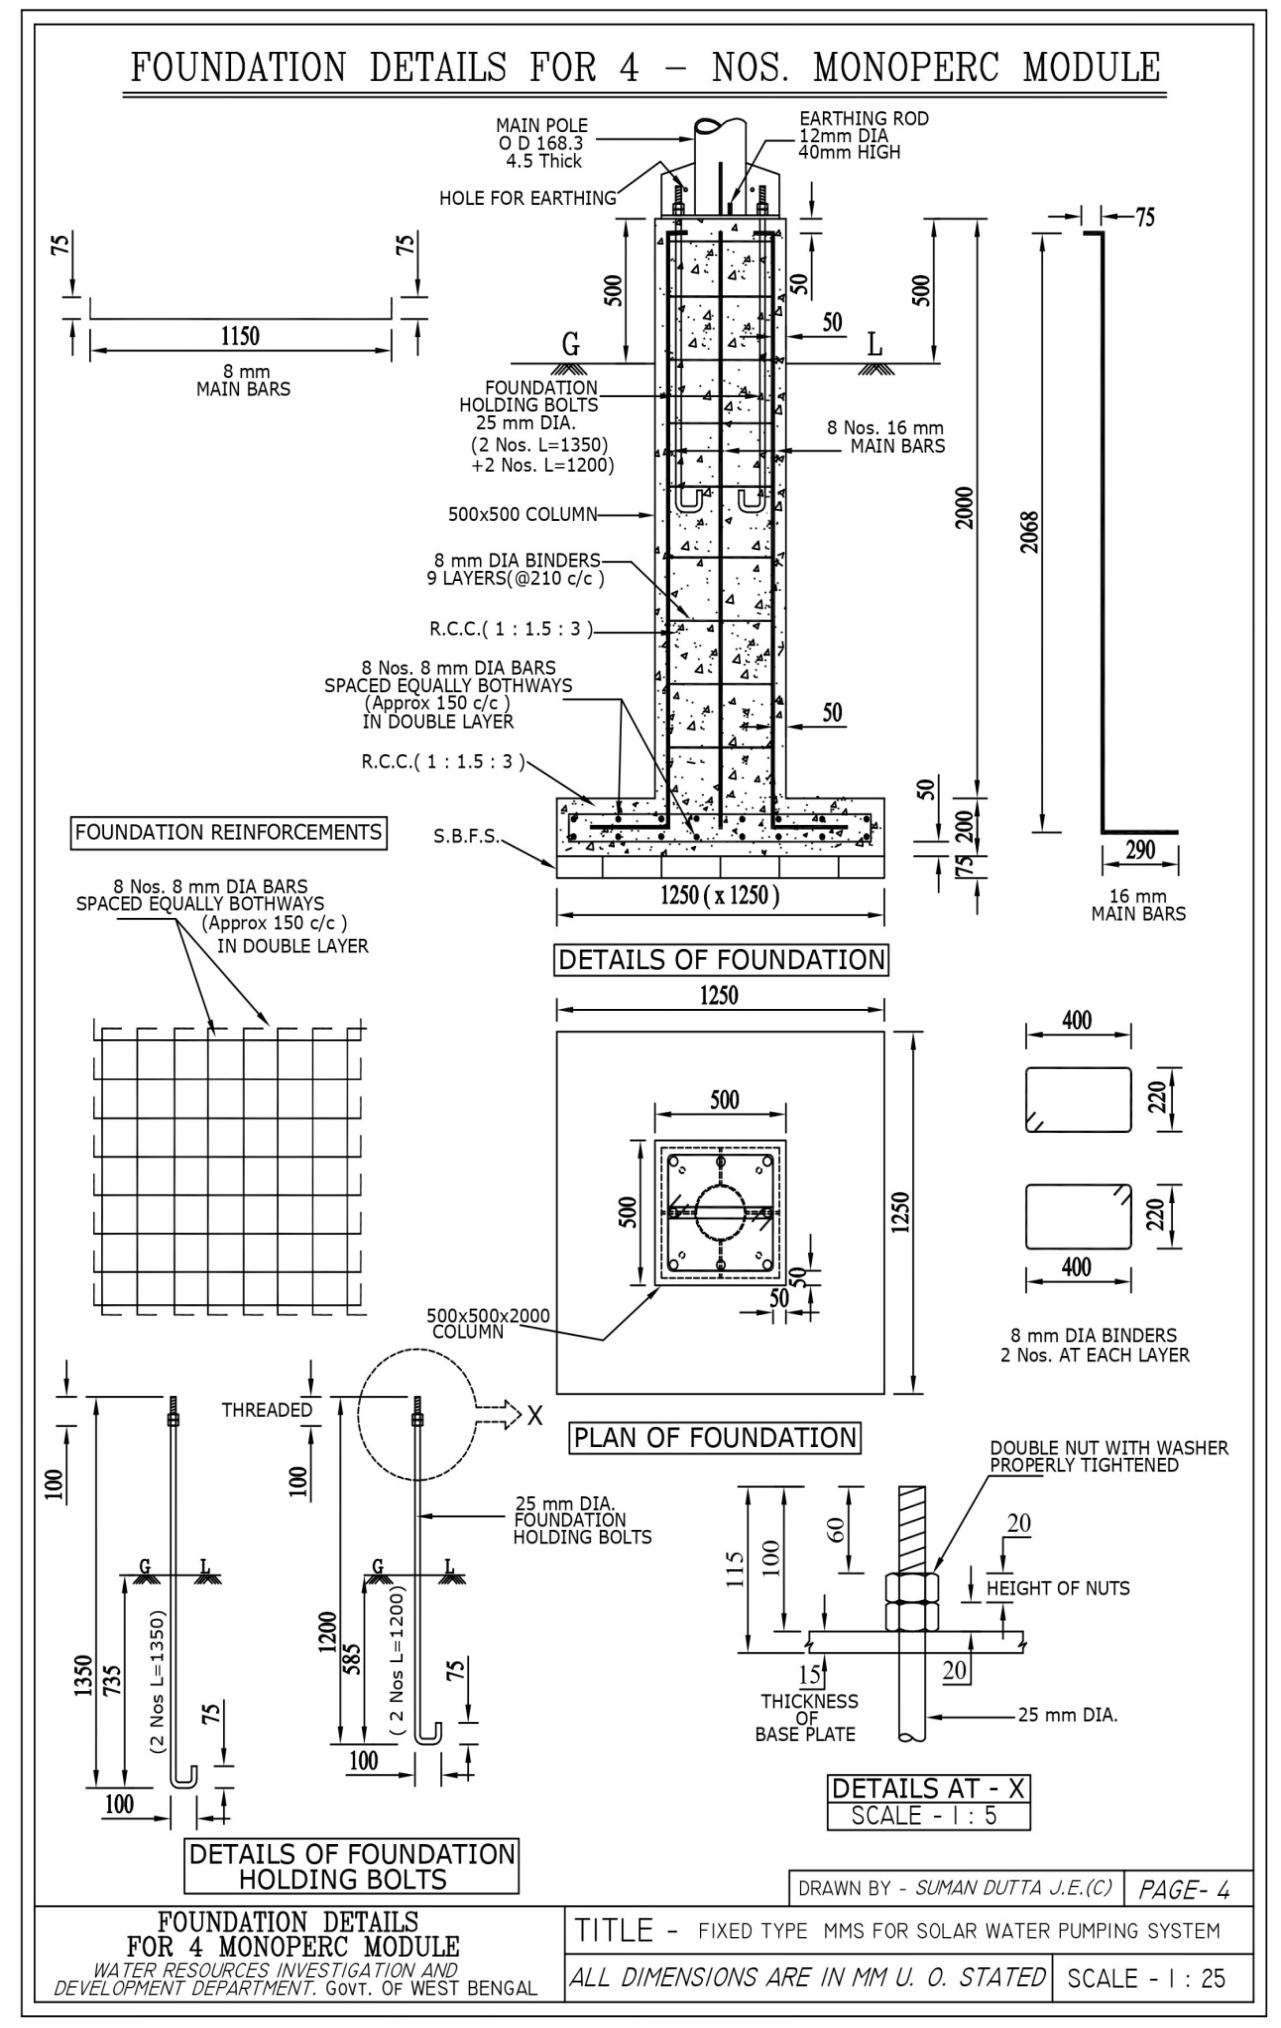 FOUNDATION DETAILS FOR 4 – NOS. MONOPERC MODULE
MAIN POLE
O D 168.3
4.5 Thick
EARTHING ROD
12mm DIA
40mm HIGH
HOLE FOR EARTHING
75
75
1150
8 mm
MAIN BARS
500
50
500
75
50
G
L
FOUNDATION
HOLDING BOLTS
25 mm DIA.
(2 Nos. L=1350)
+2 Nos. L=1200)
8 Nos. 16 mm
MAIN BARS
500x500 COLUMN
2000
2068
8 mm DIA BINDERS
9 LAYERS(@210 c/c )
R.C.C.( 1 : 1.5 : 3 )
8 Nos. 8 mm DIA BARS
SPACED EQUALLY BOTHWAYS
(Approx 150 c/c )
IN DOUBLE LAYER
50
R.C.C.( 1 : 1.5 : 3 )
50
200
75
S.B.F.S.
290
16 mm
MAIN BARS
1250 ( x 1250 )
DETAILS OF FOUNDATION
FOUNDATION REINFORCEMENTS
8 Nos. 8 mm DIA BARS
SPACED EQUALLY BOTHWAYS
(Approx 150 c/c )
IN DOUBLE LAYER
1250
500
500
1250
50
50
500x500x2000
COLUMN
PLAN OF FOUNDATION
400
220
220
400
8 mm DIA BINDERS
2 Nos. AT EACH LAYER
THREADED
100
100
X
25 mm DIA.
FOUNDATION
HOLDING BOLTS
G
L
G
L
1350
735
(2 Nos L=1350)
75
100
1200
585
( 2 Nos L=1200)
75
100
DETAILS OF FOUNDATION
HOLDING BOLTS
DOUBLE NUT WITH WASHER
PROPERLY TIGHTENED
115
100
60
20
HEIGHT OF NUTS
15
20
THICKNESS
OF
BASE PLATE
25 mm DIA.
DETAILS AT - X
SCALE - 1 : 5
DRAWN BY - SUMAN DUTTA J.E.(C)
PAGE- 4
FOUNDATION DETAILS
FOR 4 MONOPERC MODULE
WATER RESOURCES INVESTIGATION AND
DEVELOPMENT DEPARTMENT. GOVT. OF WEST BENGAL
TITLE - FIXED TYPE MMS FOR SOLAR WATER PUMPING SYSTEM
ALL DIMENSIONS ARE IN MM U. O. STATED
SCALE - 1 : 25